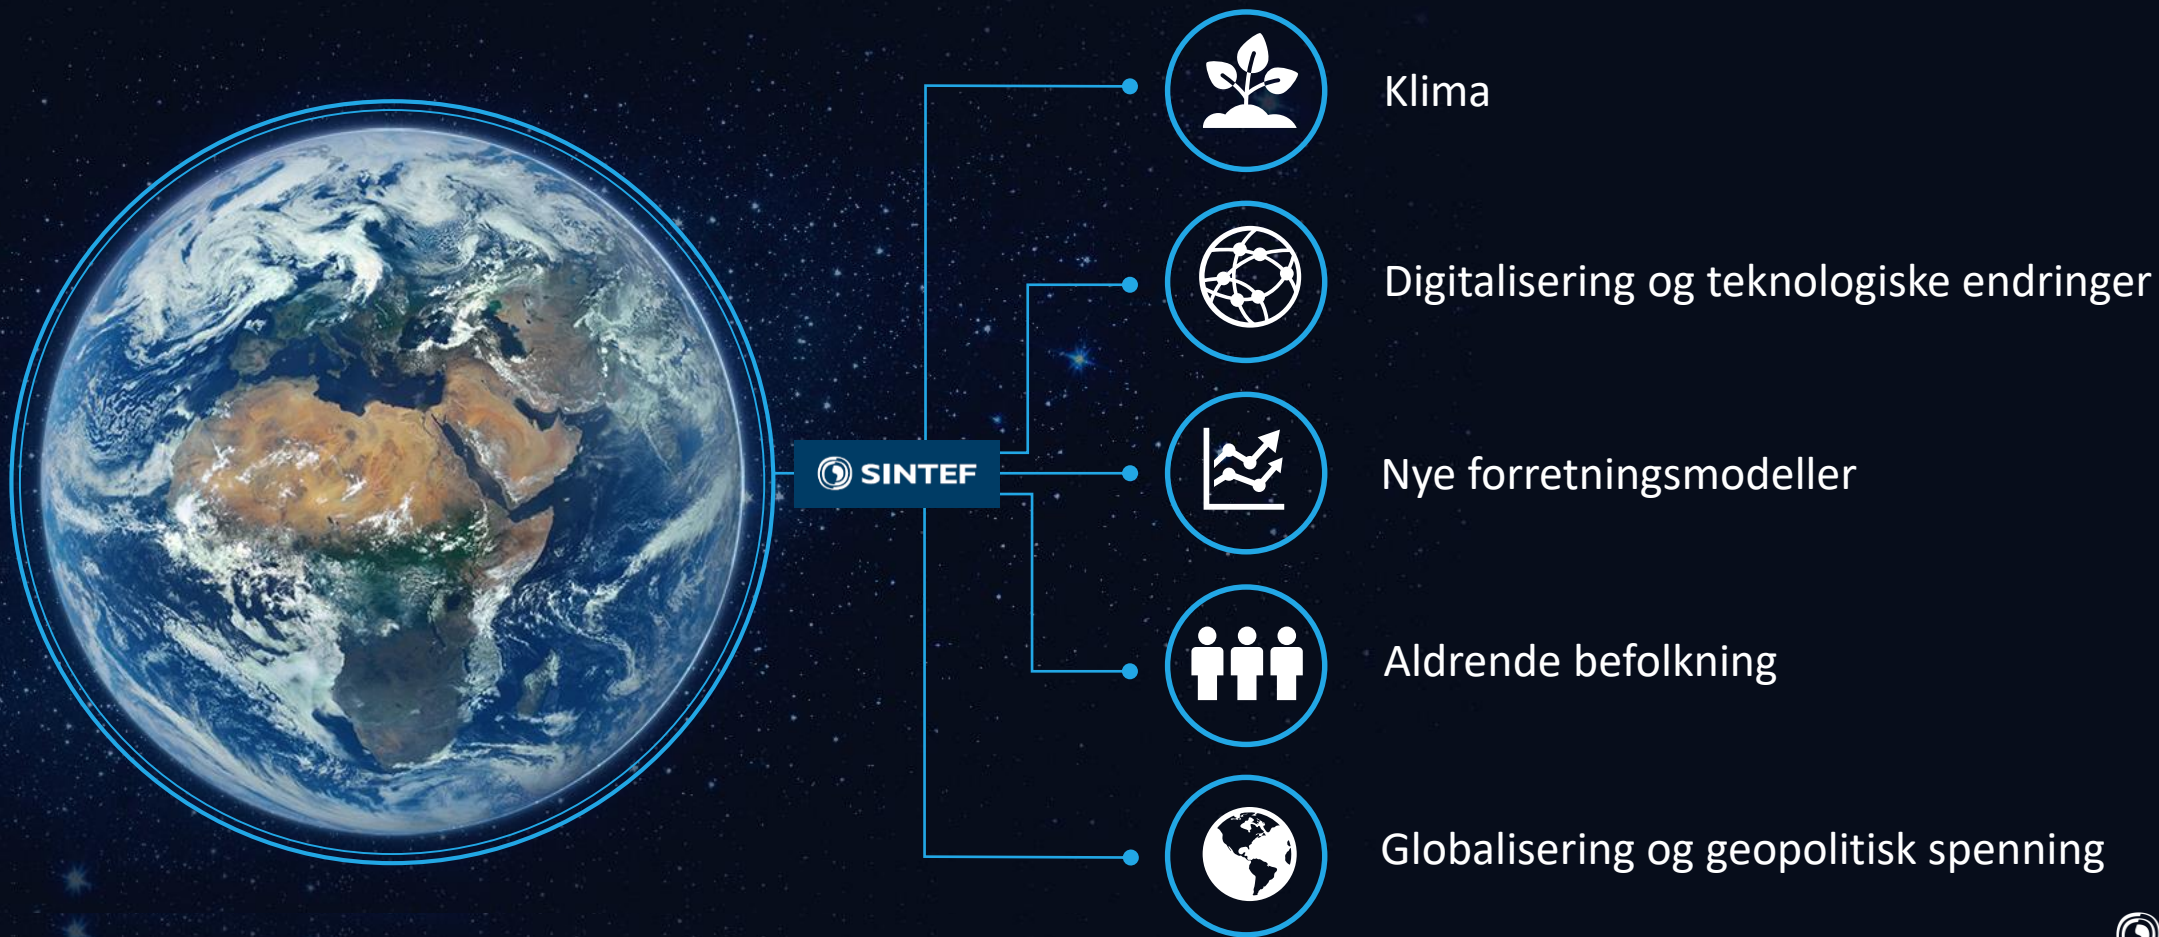 Klima
Digitalisering og teknologiske endringer
SINTEF
Nye forretningsmodeller
Aldrende befolkning
Globalisering og geopolitisk spenning